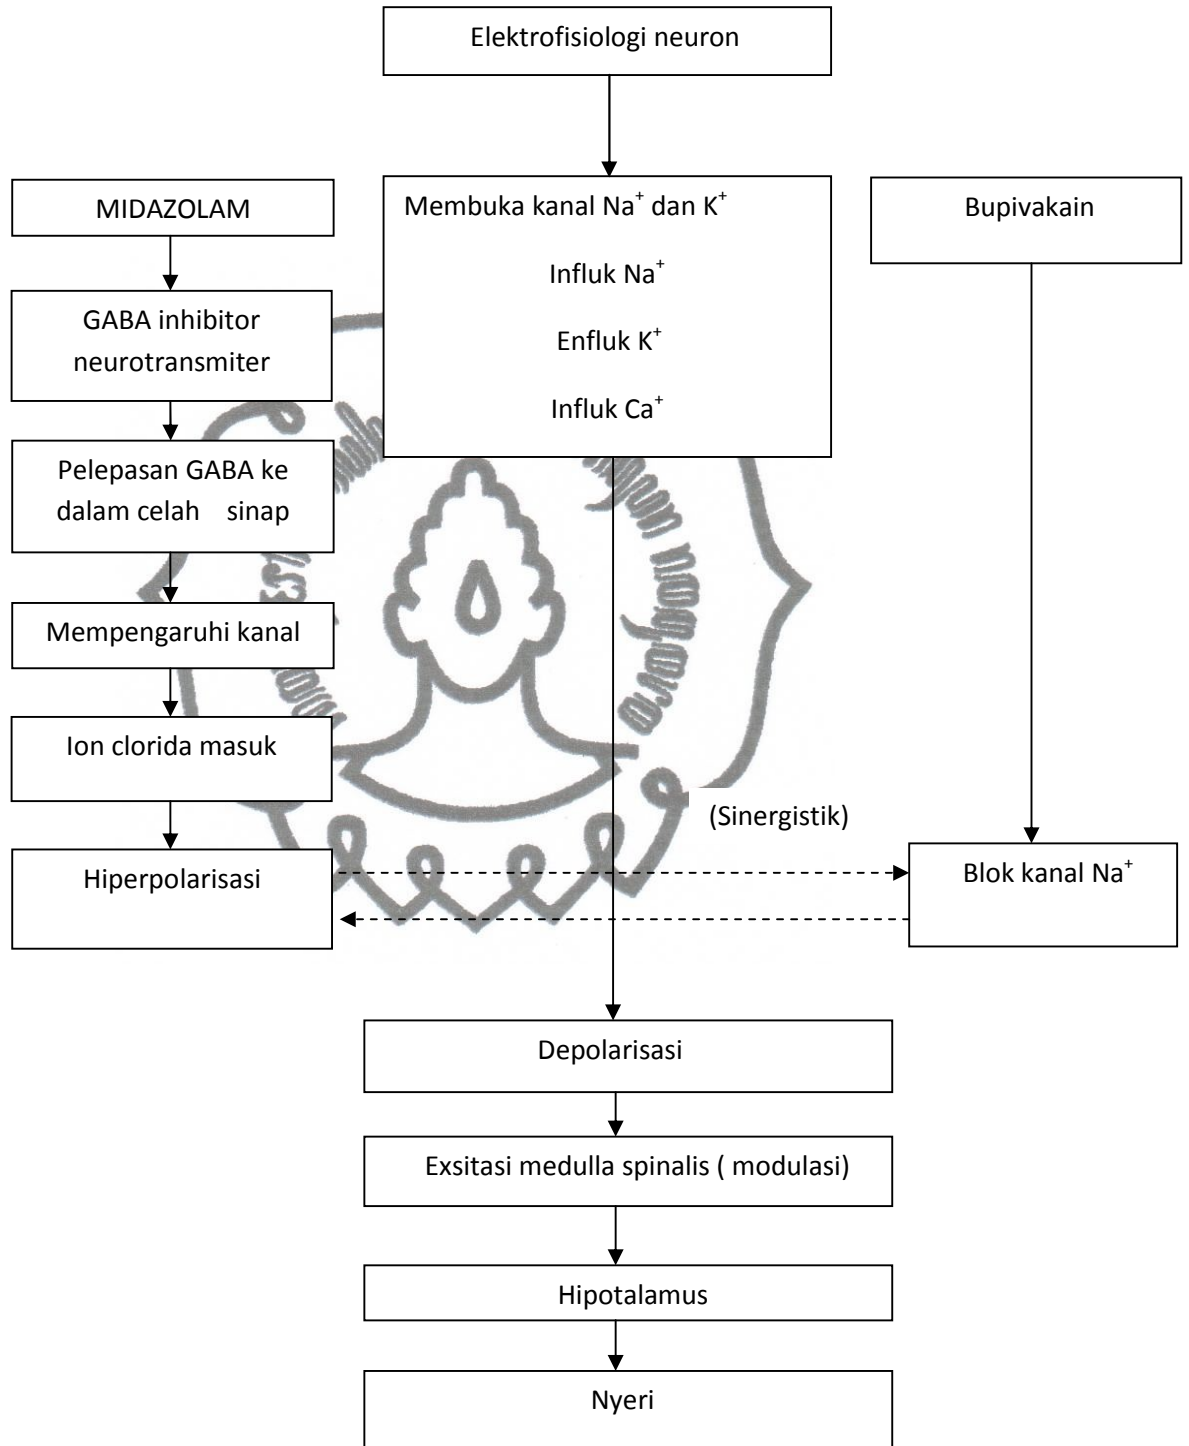 Elektrofisiologi neuron
MIDAZOLAM
Membuka kanal Na⁺ dan K⁺
Bupivakain
Influk Na⁺
GABA inhibitor
neurotransmiter
Enfluk K⁺
Influk Ca⁺
Pelepasan GABA ke
dalam celah sinap
Mempengaruhi kanal
Ion clorida masuk
(Sinergistik)
Hiperpolarisasi
Blok kanal Na⁺
Depolarisasi
Exsitasi medulla spinalis ( modulasi)
Hipotalamus
Nyeri